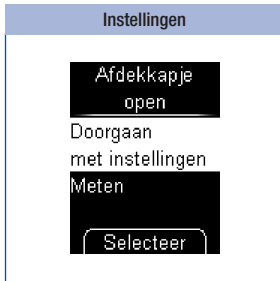 Instellingen
Afdekkapje
open
Doorgaan
met instellingen
Meten
Selecteer